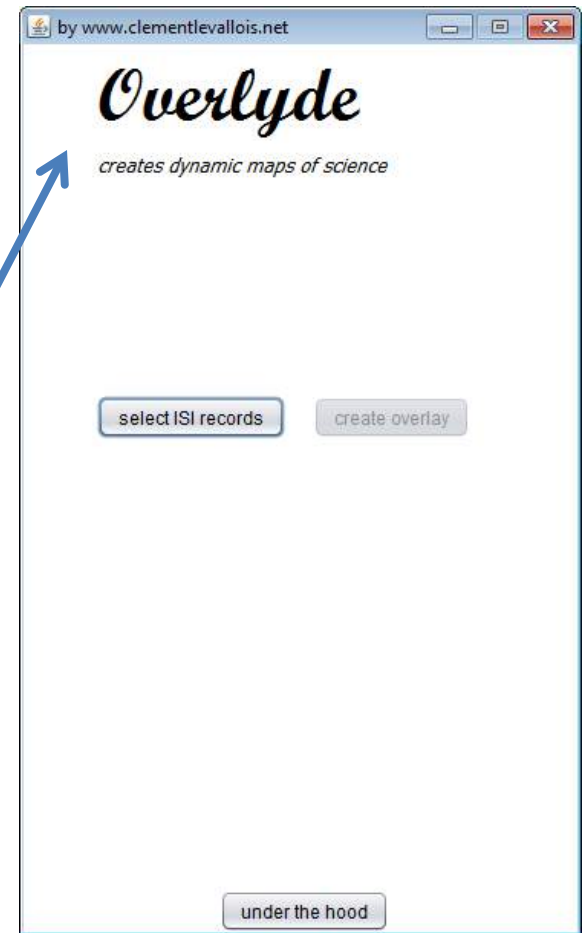 by www.clementlevallois.net
Overlyde
creates dynamic maps of science
select ISI records
create overlay
under the hood